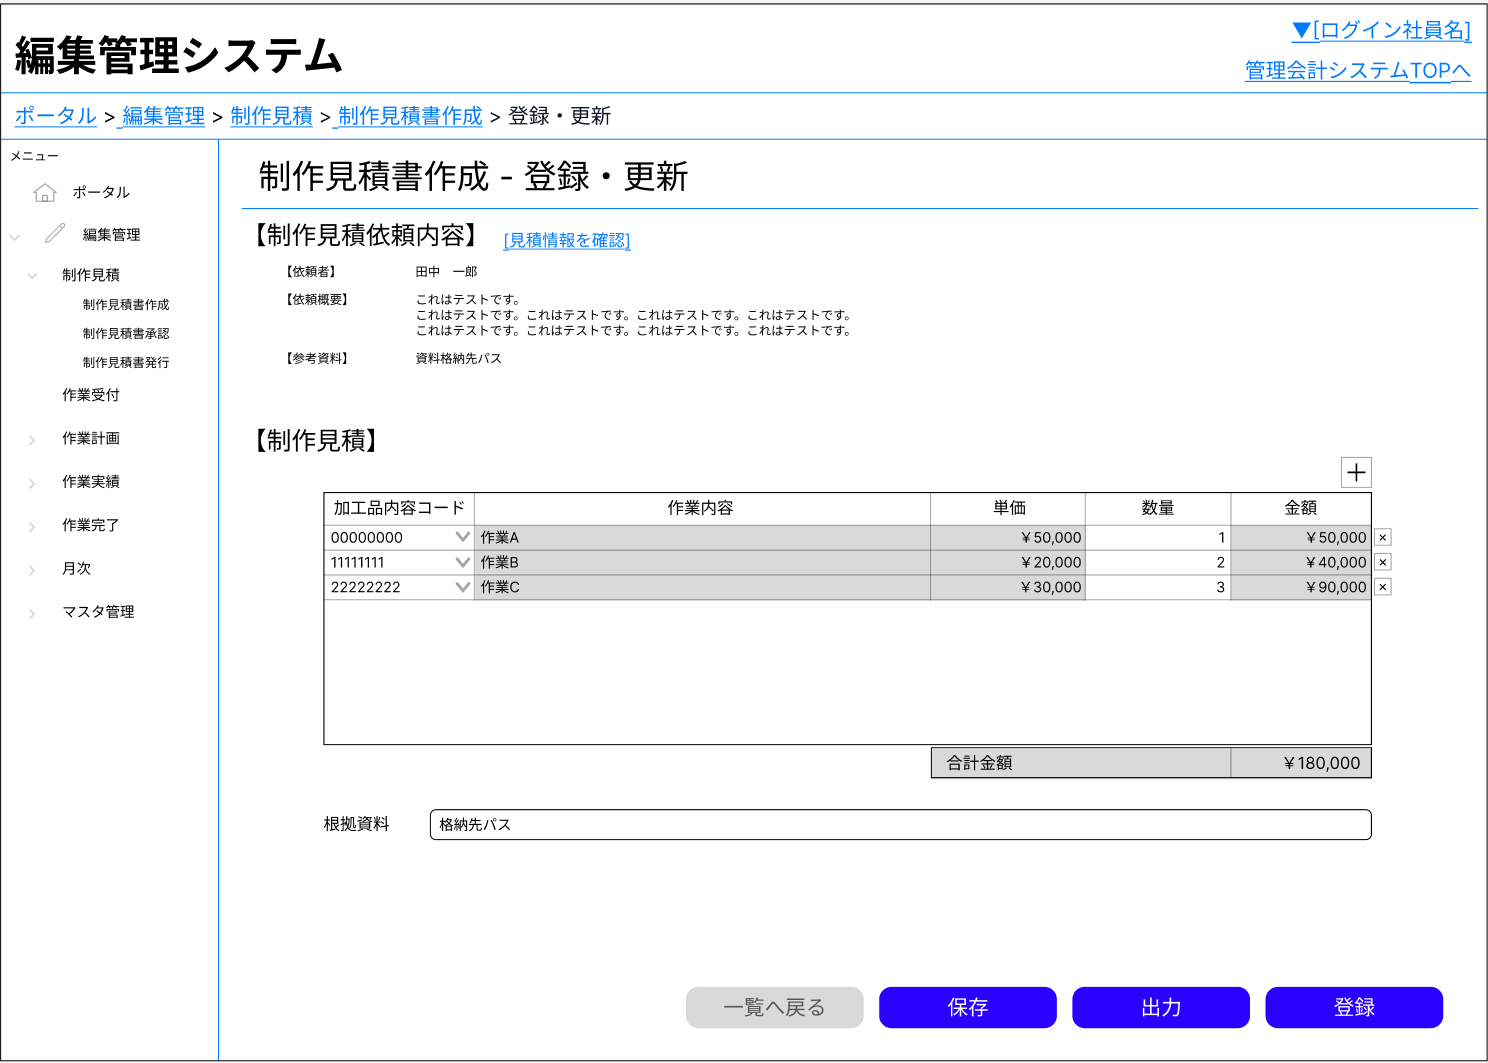 編集管理システム
▼[ログイン社員名]
管理会計システムTOPへ
ポータル > 編集管理 > 制作見積 > 制作見積書作成 > 登録・更新
メニュー
ポータル
編集管理
制作見積
制作見積書作成
制作見積書承認
制作見積書発行
作業受付
作業計画
作業実績
作業完了
月次
マスタ管理
制作見積書作成 - 登録・更新
【制作見積依頼内容】 [見積情報を確認]
【依頼者】 田中　一郎
【依頼概要】 これはテストです。
これはテストです。これはテストです。これはテストです。これはテストです。
これはテストです。これはテストです。これはテストです。これはテストです。
【参考資料】 資料格納先パス
【制作見積】
+
加工品内容コード 作業内容 単価 数量 金額
00000000 作業A ￥50,000 1 ￥50,000 ×
11111111 作業B ￥20,000 2 ￥40,000 ×
22222222 作業C ￥30,000 3 ￥90,000 ×
合計金額 ￥180,000
根拠資料 格納先パス
一覧へ戻る 保存 出力 登録